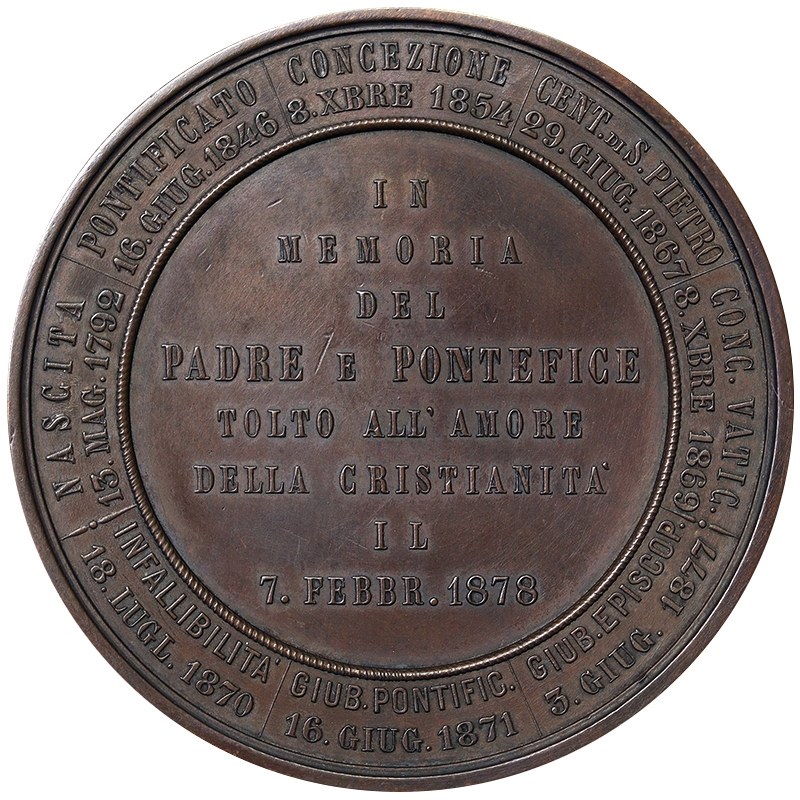 IN
MEMORIA
DEL
PADRE E PONTEFICE
TOLTO ALL' AMORE
DELLA CRISTIANITA'
IL
7. FEBBR. 1878
NASCITA
13. MAG. 1792
PONTIFICATO
16. GIUG. 1846
CONCEZIONE
8. XBRE 1854
CENT. DI S. PIETRO
29. GIUG. 1867
CONC. VATIC.
8. XBRE 1869
INFALLIBILITA'
18. LUGL. 1870
GIUB. PONTIFIC.
16. GIUG. 1871
GIUB. EPISCOP.
3. GIUG. 1877